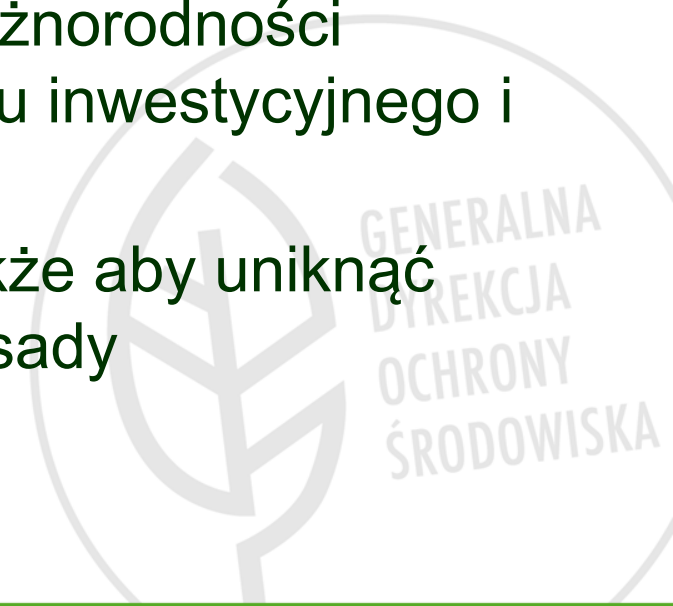 żnorodności
u inwestycyjnego i
kże aby uniknąć
sady
GENERALNA
DYREKCJA
OCHRONY
ŚRODOWISKA